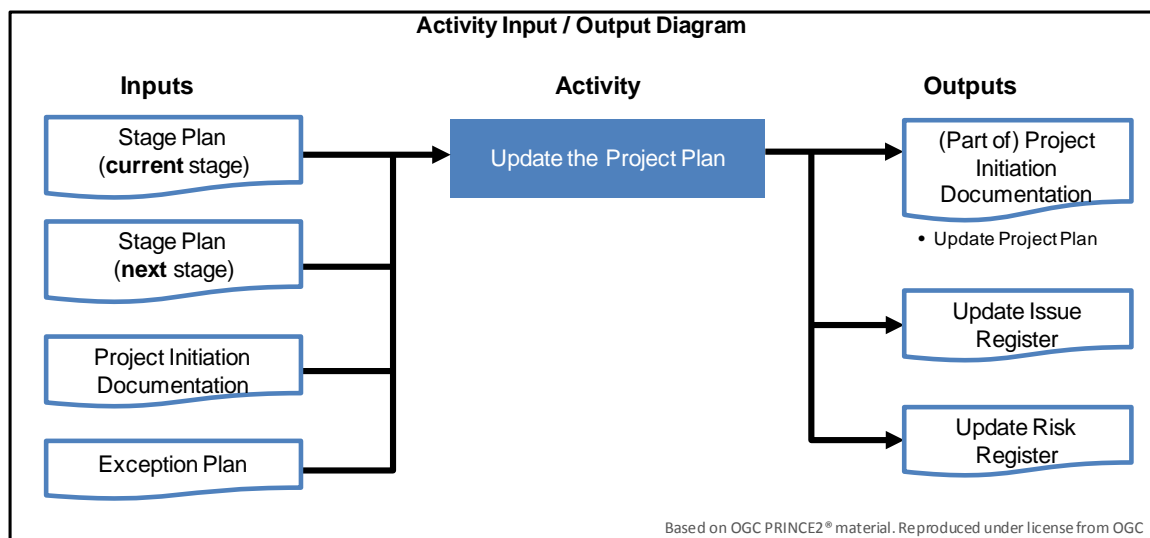 Activity Input / Output Diagram
Inputs
Activity
Outputs
Stage Plan
(current stage)
Stage Plan
(next stage)
Project Initiation
Documentation
Exception Plan
Update the Project Plan
(Part of) Project
Initiation
Documentation
• Update Project Plan
Update Issue
Register
Update Risk
Register
Based on OGC PRINCE2® material. Reproduced under license from OGC